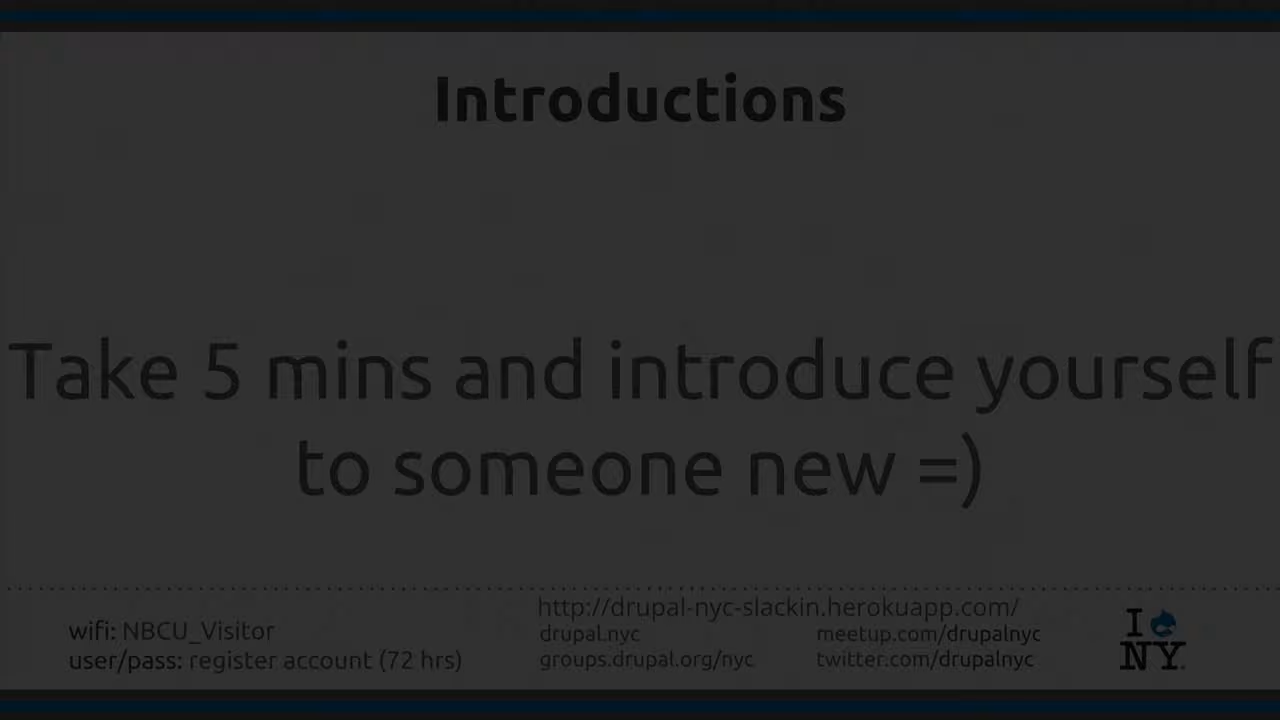 Introductions
Take 5 mins and introduce yourself
to someone new =)
http://drupal-nyc-slackin.herokuapp.com/
wifi: NBCU_Visitor
drupal.nyc
meetup.com/drupalnyc
user/pass: register account (72 hrs)
groups.drupal.org/nyc
twitter.com/drupalnyc
I
NY